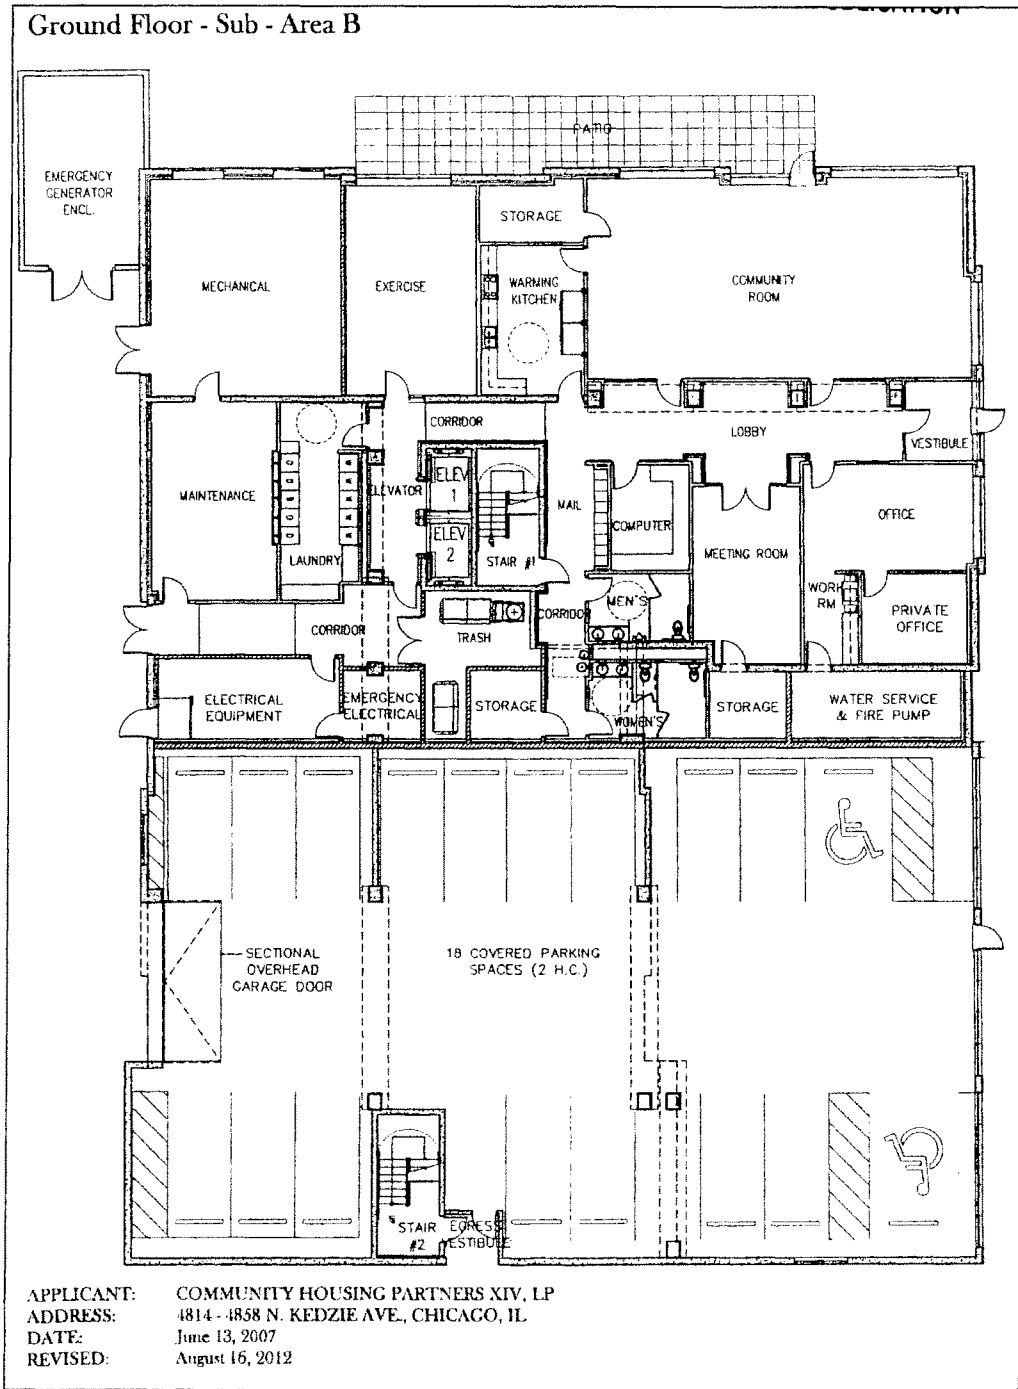 Ground Floor - Sub - Area B
PATIO
EMERGENCY
GENERATOR
ENCL.
STORAGE
MECHANICAL
EXERCISE
WARMING
KITCHEN
COMMUNITY
ROOM
CORRIDOR
LOBBY
VESTIBULE
MAINTENANCE
ELEVATOR
ELEV
1
ELEV
2
MAIL
COMPUTER
OFFICE
LAUNDRY
STAIR #1
MEETING ROOM
MEN'S
WORK
RM
PRIVATE
OFFICE
CORRIDOR
TRASH
CORRIDOR
ELECTRICAL
EQUIPMENT
EMERGENCY
ELECTRICAL
STORAGE
WOMEN'S
STORAGE
WATER SERVICE
& FIRE PUMP
SECTIONAL
OVERHEAD
GARAGE DOOR
18 COVERED PARKING
SPACES (2 H.C.)
STAIR
#2
EGRESS
VESTIBULE
APPLICANT: COMMUNITY HOUSING PARTNERS XIV, LP
ADDRESS: 4814 - 4858 N. KEDZIE AVE., CHICAGO, IL
DATE: June 13, 2007
REVISED: August 16, 2012